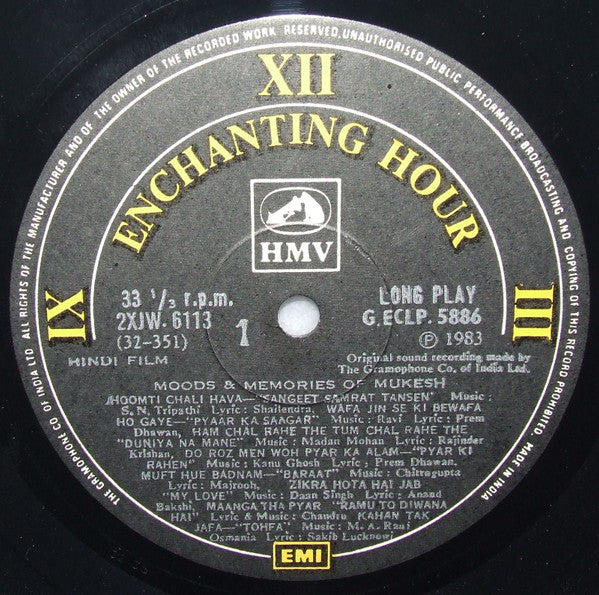 ALL RIGHTS OF THE MANUFACTURER AND OF THE OWNER OF THE RECORDED WORK RESERVED, UNAUTHORISED PUBLIC PERFORMANCE BROADCASTING AND COPYING OF THIS RECORD PROHIBITED. MADE IN INDIA
THE GRAMOPHONE CO. OF INDIA LTD.
XII
ENCHANTING HOUR
IX
III
HMV
33 1/3 r.p.m.
2XJW. 6113
(32-351)
1
LONG PLAY
G.ECLP. 5886
Ⓟ 1983
HINDI FILM
Original sound recording made by
The Gramophone Co. of India Ltd.
MOODS & MEMORIES OF MUKESH
JHOOMTI CHALI HAVA—"SANGEET SAMRAT TANSEN" Music :
S. N. Tripathi Lyric : Shailendra, WAFA JIN SE KI BEWAFA
HO GAYE—"PYAAR KA SAAGAR" Music : Ravi Lyric : Prem
Dhawan, HAM CHAL RAHE THE TUM CHAL RAHE THE—
"DUNIYA NA MANE" Music : Madan Mohan Lyric : Rajinder
Krishan, DO ROZ MEN WOH PYAR KA ALAM—"PYAR KI
RAHEN" Music : Kanu Ghosh Lyric : Prem Dhawan,
MUFT HUE BADNAM—"BARAAT" Music : Chitragupta
Lyric : Majrooh, ZIKRA HOTA HAI JAB
"MY LOVE" Music : Daan Singh Lyric : Anand
Bakshi, MAANGA THA PYAR—"RAMU TO DIWANA
HAI" Lyric & Music : Chandru KAHAN TAK
JAFA—"TOHFA" Music : M. A. Rauf
Osmania Lyric : Sakib Lucknowi
EMI